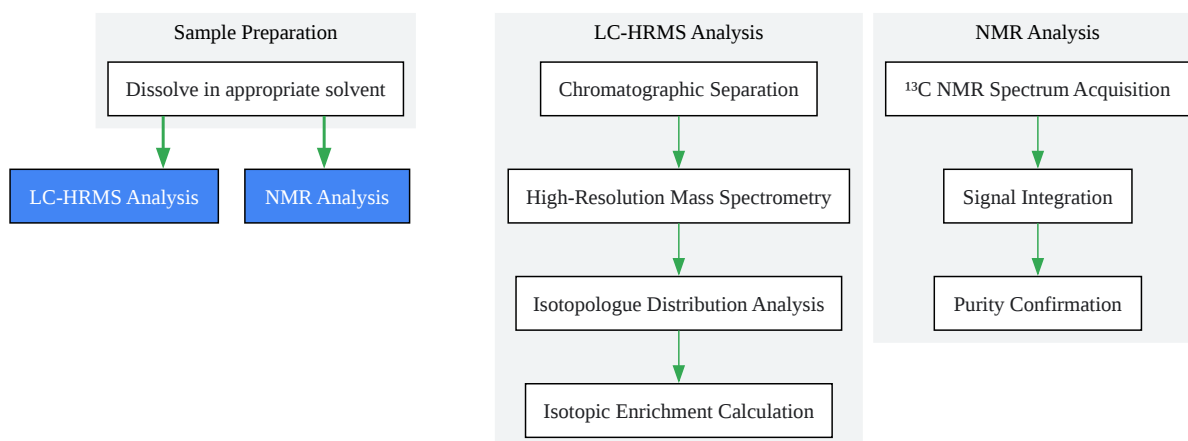 Sample Preparation
Dissolve in appropriate solvent
LC-HRMS Analysis
NMR Analysis
LC-HRMS Analysis
Chromatographic Separation
High-Resolution Mass Spectrometry
Isotopologue Distribution Analysis
Isotopic Enrichment Calculation
NMR Analysis
¹³C NMR Spectrum Acquisition
Signal Integration
Purity Confirmation